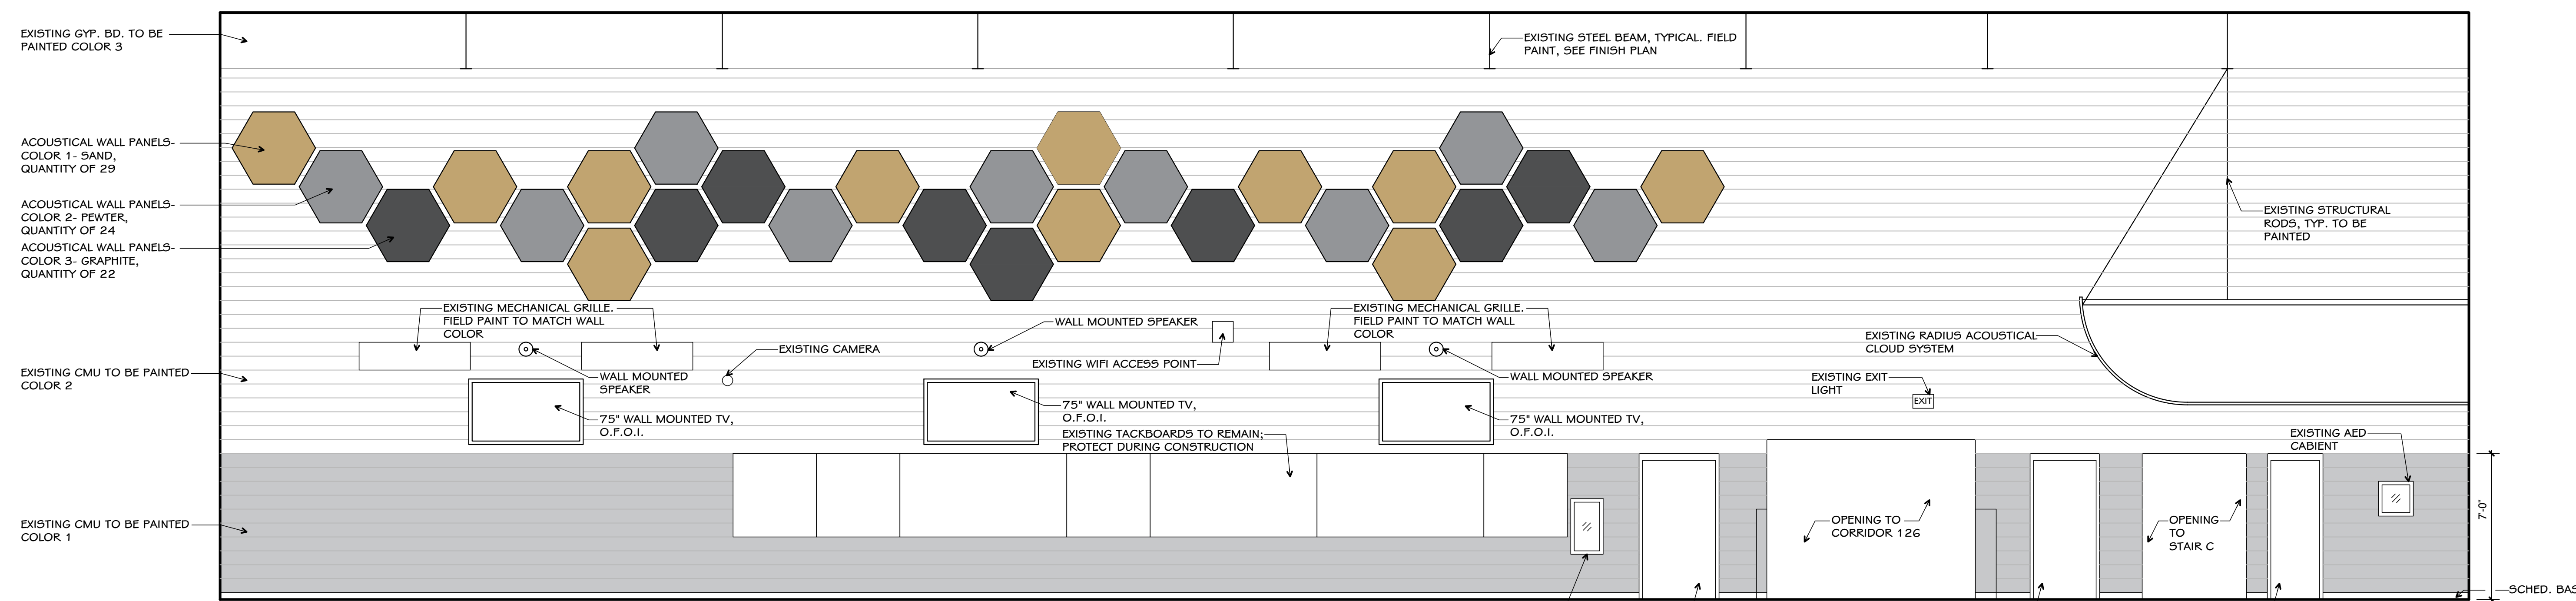 EXISTING GYP. BD. TO BE
PAINTED COLOR 3
EXISTING STEEL BEAM, TYPICAL. FIELD
PAINT, SEE FINISH PLAN
ACOUSTICAL WALL PANELS-
COLOR 1- SAND,
QUANTITY OF 29
ACOUSTICAL WALL PANELS-
COLOR 2- PEWTER,
QUANTITY OF 24
ACOUSTICAL WALL PANELS-
COLOR 3- GRAPHITE,
QUANTITY OF 22
EXISTING STRUCTURAL
RODS, TYP. TO BE
PAINTED
EXISTING MECHANICAL GRILLE.
FIELD PAINT TO MATCH WALL
COLOR
WALL MOUNTED SPEAKER
EXISTING MECHANICAL GRILLE.
FIELD PAINT TO MATCH WALL
COLOR
EXISTING RADIUS ACOUSTICAL
CLOUD SYSTEM
EXISTING CAMERA
EXISTING WIFI ACCESS POINT
EXISTING CMU TO BE PAINTED
COLOR 2
WALL MOUNTED
SPEAKER
WALL MOUNTED SPEAKER
EXISTING EXIT
LIGHT
EXIT
75" WALL MOUNTED TV,
O.F.O.I.
75" WALL MOUNTED TV,
O.F.O.I.
75" WALL MOUNTED TV,
O.F.O.I.
EXISTING TACKBOARDS TO REMAIN;
PROTECT DURING CONSTRUCTION
EXISTING AED
CABIENT
EXISTING CMU TO BE PAINTED
COLOR 1
OPENING TO
CORRIDOR 126
OPENING
TO
STAIR C
7'-0"
SCHED. BAS